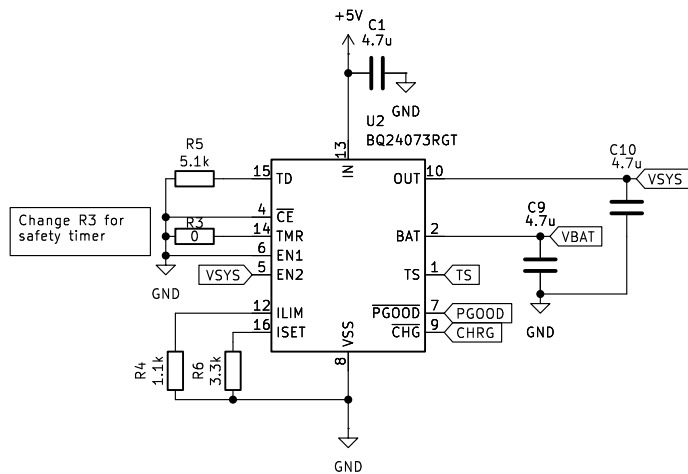 +5V
C1
4.7u
GND
U2
BQ24073RGT
R5
5.1k
13
IN
15
TD
OUT
10
C10
4.7u
VSYS
Change R3 for
safety timer
4
CE
R3
0
14
TMR
BAT
2
C9
4.7u
VBAT
6
EN1
VSYS
5
EN2
TS
1
TS
GND
12
ILIM
PGOOD
7
PGOOD
16
ISET
CHG
9
CHRG
GND
VSS
8
R4
1.1k
R6
3.3k
GND